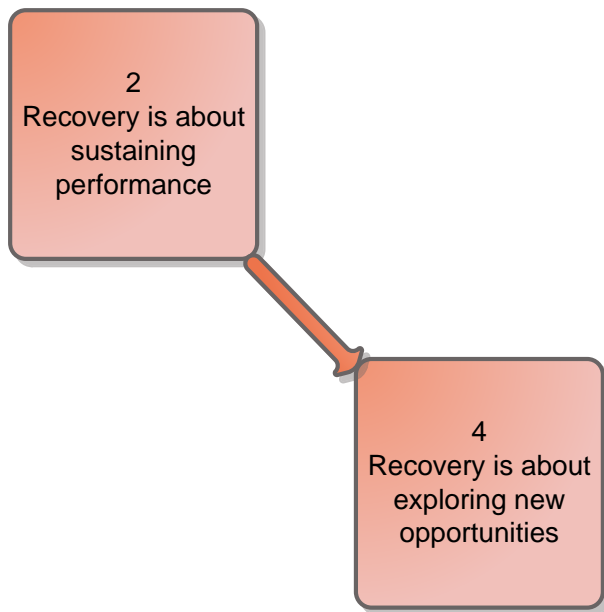 2
Recovery is about
sustaining
performance
4
Recovery is about
exploring new
opportunities